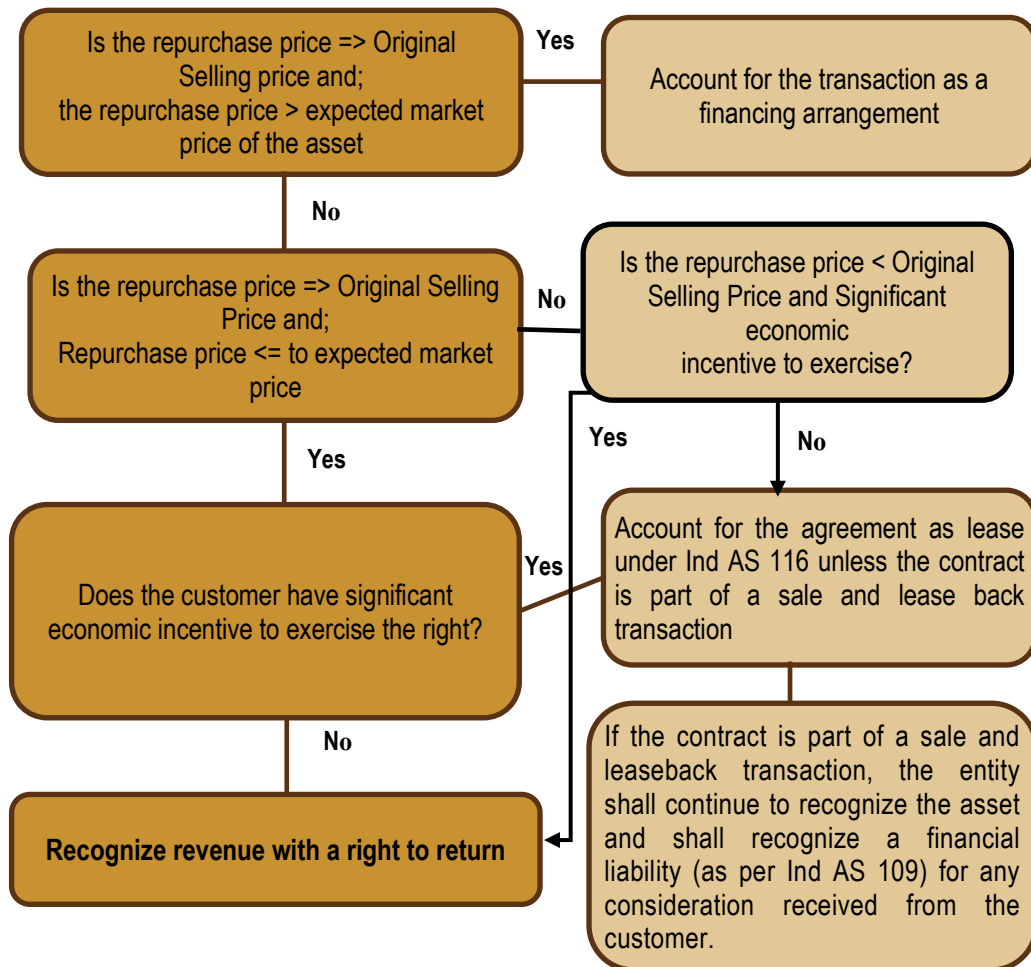 Is the repurchase price => Original
Selling price and;
the repurchase price > expected market
price of the asset
Yes
Account for the transaction as a
financing arrangement
No
Is the repurchase price => Original Selling
Price and;
Repurchase price <= to expected market
price
No
Is the repurchase price < Original
Selling Price and Significant
economic
incentive to exercise?
Yes
Yes
No
Does the customer have significant
economic incentive to exercise the right?
Yes
Account for the agreement as lease
under Ind AS 116 unless the contract
is part of a sale and lease back
transaction
No
Recognize revenue with a right to return
If the contract is part of a sale and
leaseback transaction, the entity
shall continue to recognize the asset
and shall recognize a financial
liability (as per Ind AS 109) for any
consideration received from the
customer.